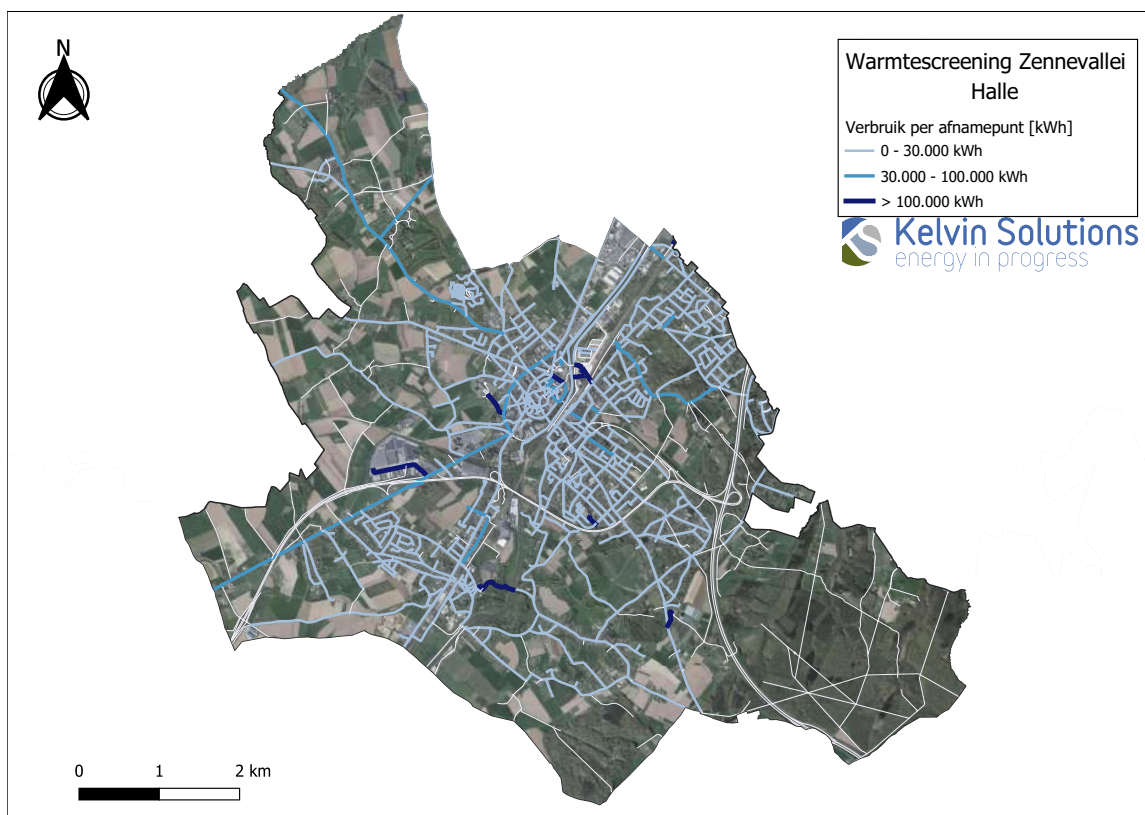 N
Warmtescreening Zennevallei
Halle
Verbruik per afnamepunt [kWh]
0 - 30.000 kWh
30.000 - 100.000 kWh
> 100.000 kWh
Kelvin Solutions
energy in progress
0 1 2 km